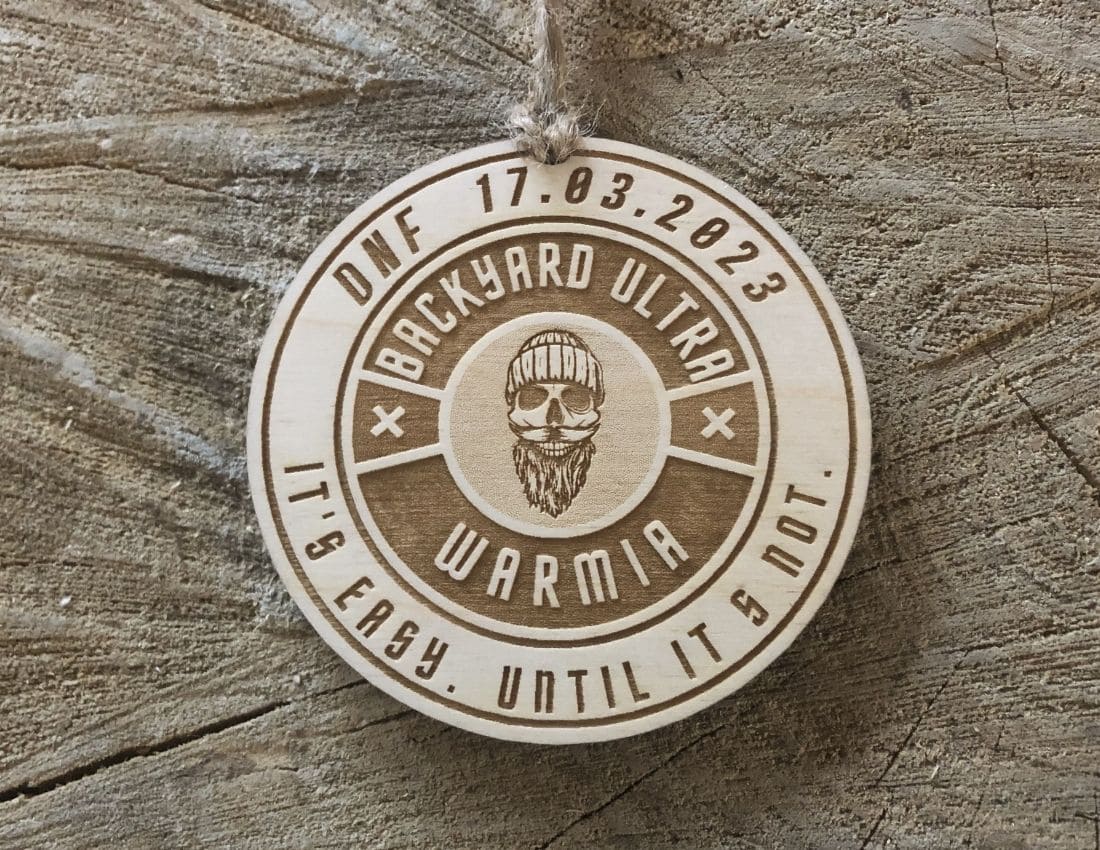 DNF 17.03.2023
BACKYARD ULTRA
× ×
WARMIA
IT'S EASY. UNTIL IT S NOT.